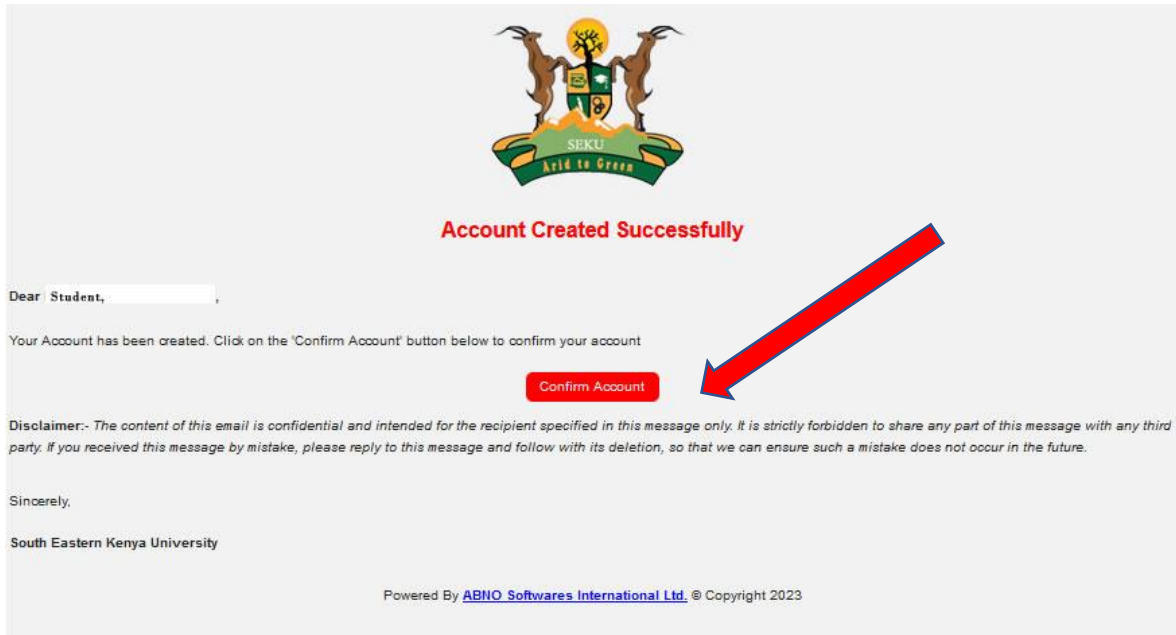 SEKU
Arid to Green
Account Created Successfully
Dear Student, ,
Your Account has been created. Click on the 'Confirm Account' button below to confirm your account
Confirm Account
Disclaimer:- The content of this email is confidential and intended for the recipient specified in this message only. It is strictly forbidden to share any part of this message with any third
party. If you received this message by mistake, please reply to this message and follow with its deletion, so that we can ensure such a mistake does not occur in the future.
Sincerely,
South Eastern Kenya University
Powered By ABNO Softwares International Ltd. © Copyright 2023